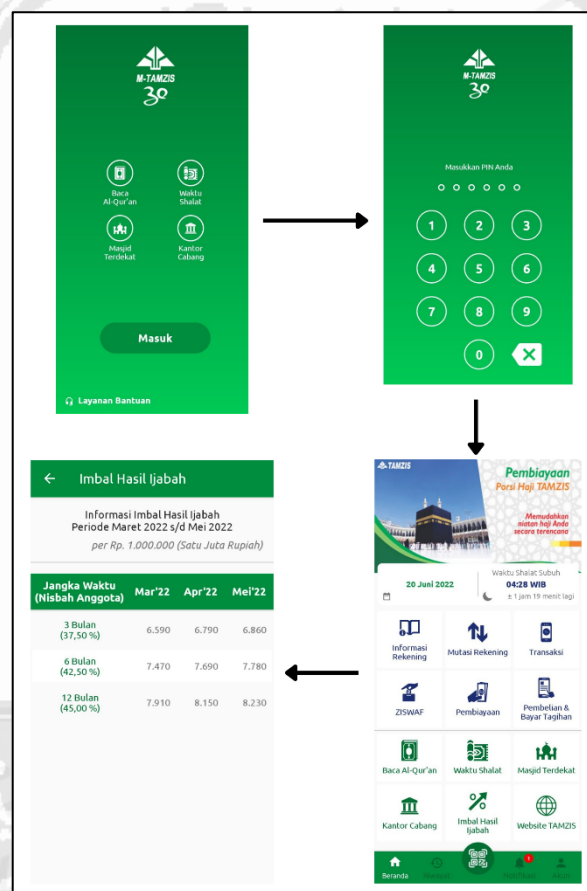 M-TAMZIS
30
Baca
Al-Qur'an
Waktu
Shalat
Masjid
Terdekat
Kantor
Cabang
Masuk
Layanan Bantuan
M-TAMZIS
30
Masukkan PIN Anda
1 2 3
4 5 6
7 8 9
0
TAMZIS
Pembiayaan
Porsi Haji TAMZIS
Memudahkan
niatan haji Anda
secara terencana
20 Juni 2022
Waktu Shalat Subuh
04:28 WIB
± 1 jam 19 menit lagi
Informasi
Rekening
Mutasi Rekening
Transaksi
ZISWAF
Pembiayaan
Pembelian &
Bayar Tagihan
Baca Al-Qur'an
Waktu Shalat
Masjid Terdekat
Kantor Cabang
Imbal Hasil
Ijabah
Website TAMZIS
Beranda
Imbal Hasil Ijabah
Informasi Imbal Hasil Ijabah
Periode Maret 2022 s/d Mei 2022
per Rp. 1.000.000 (Satu Juta Rupiah)
Jangka Waktu
(Nisbah Anggota) Mar'22 Apr'22 Mei'22
3 Bulan
(37,50 %) 6.590 6.790 6.860
6 Bulan
(42,50 %) 7.470 7.690 7.780
12 Bulan
(45,00 %) 7.910 8.150 8.230